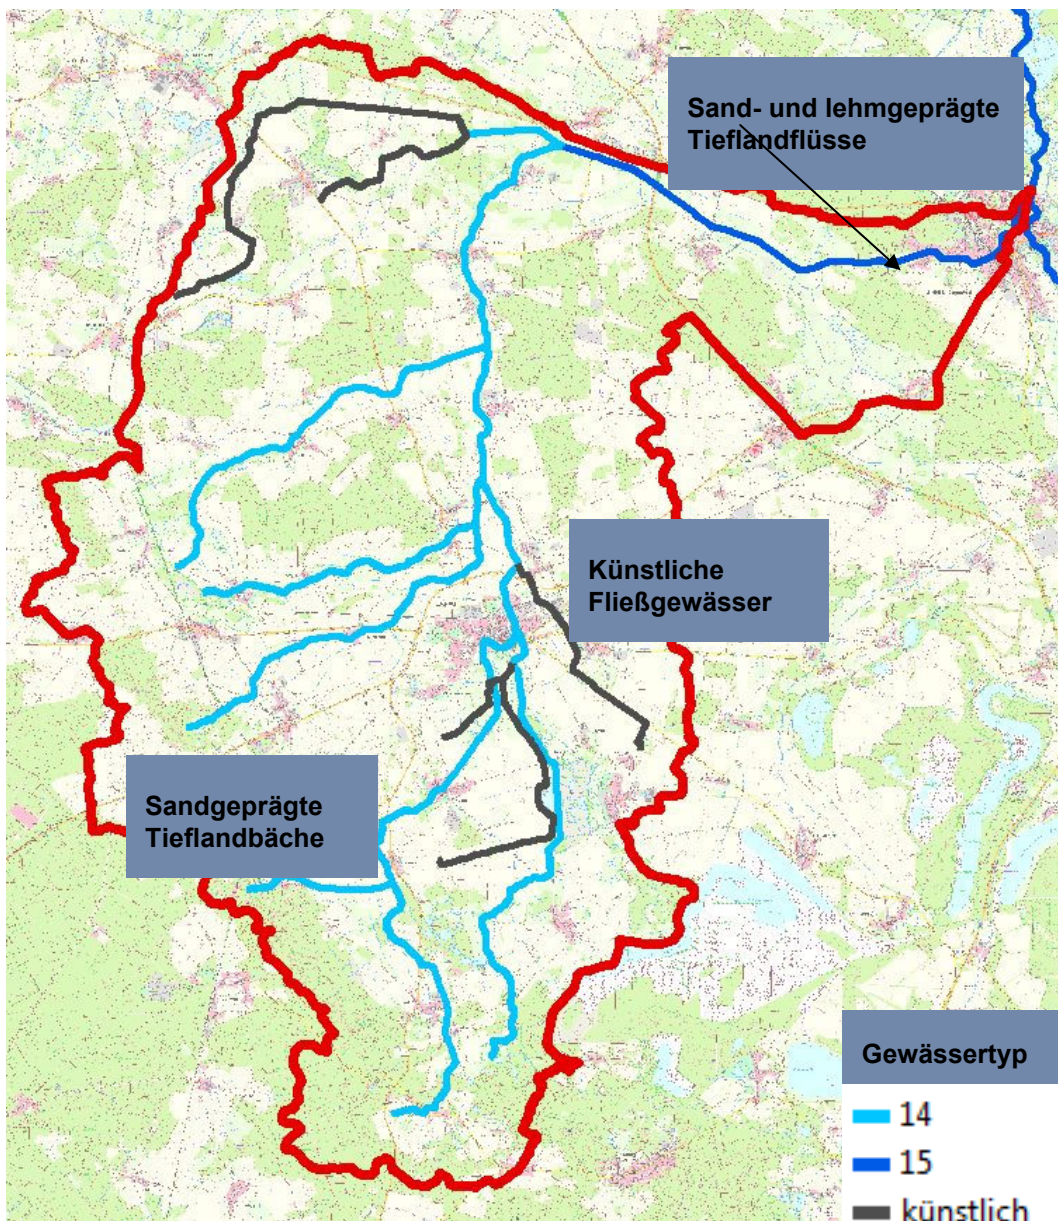 Sand- und lehmgeprägte
Tieflandflüsse
Künstliche
Fließgewässer
Sandgeprägte
Tieflandbäche
Gewässertyp
14
15
künstlich